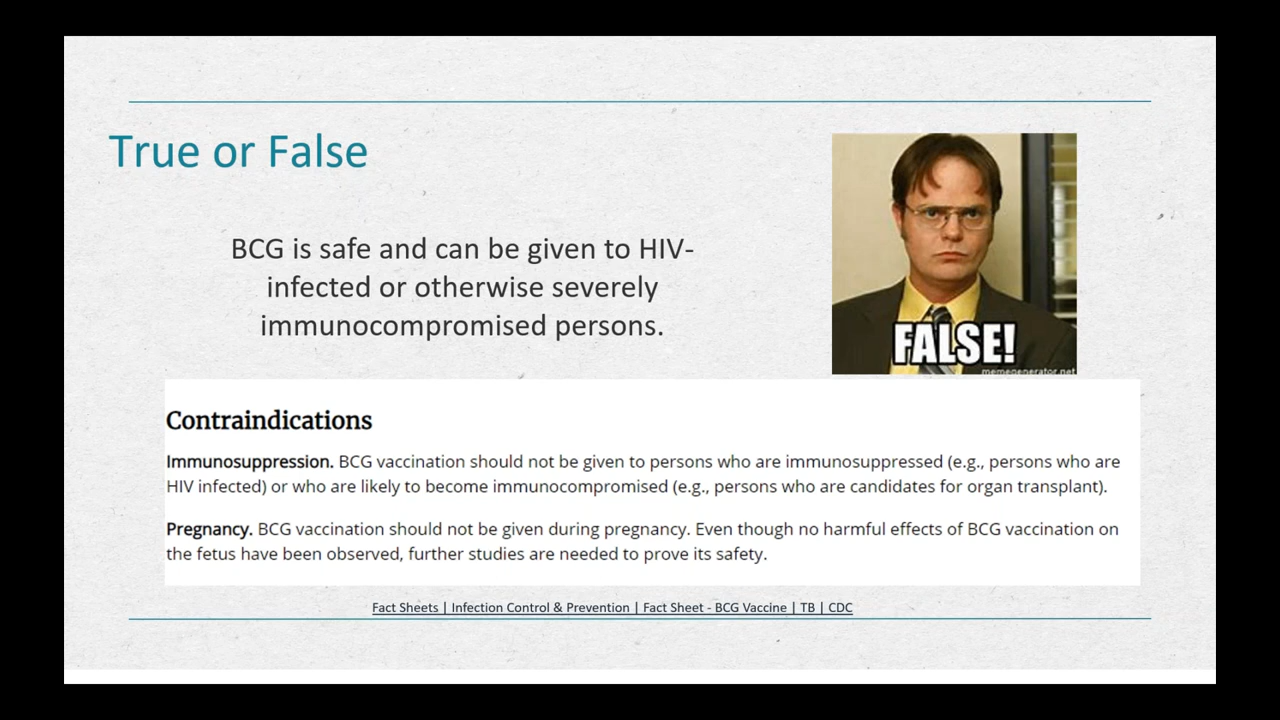 True or False
BCG is safe and can be given to HIV-
infected or otherwise severely
immunocompromised persons.
FALSE!
memegenerator.net
Contraindications
Immunosuppression. BCG vaccination should not be given to persons who are immunosuppressed (e.g., persons who are
HIV infected) or who are likely to become immunocompromised (e.g., persons who are candidates for organ transplant).
Pregnancy. BCG vaccination should not be given during pregnancy. Even though no harmful effects of BCG vaccination on
the fetus have been observed, further studies are needed to prove its safety.
Fact Sheets | Infection Control & Prevention | Fact Sheet - BCG Vaccine | TB | CDC